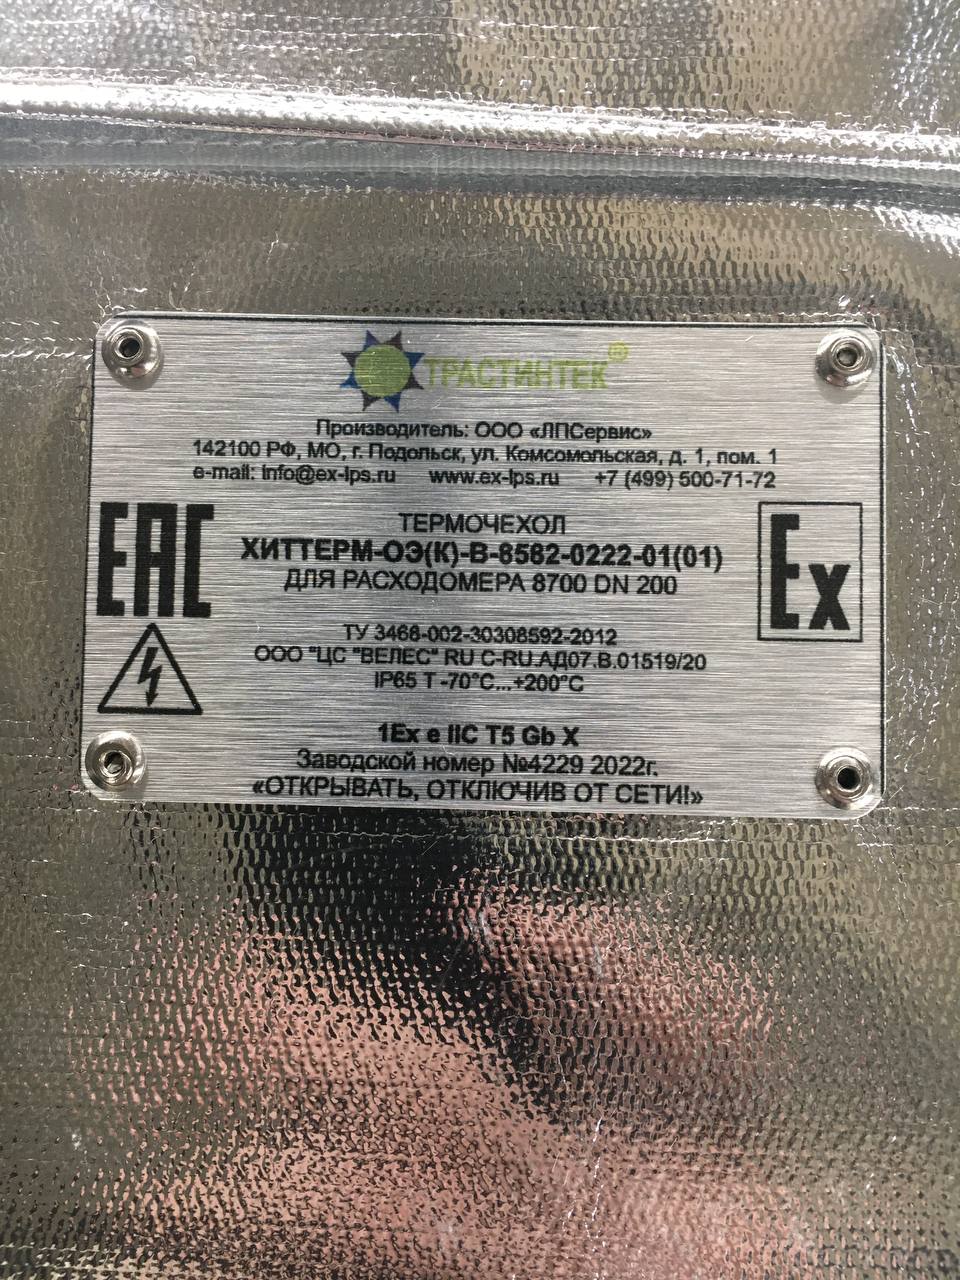 ТРАСТИНТЕК®
Производитель: ООО «ЛПСервис»
142100 РФ, МО, г. Подольск, ул. Комсомольская, д. 1, пом. 1
e-mail: info@ex-lps.ru www.ex-lps.ru +7 (499) 500-71-72
EAC
ТЕРМОЧЕХОЛ
ХИТТЕРМ-ОЭ(К)-В-8582-0222-01(01)
ДЛЯ РАСХОДОМЕРА 8700 DN 200
Ex
ТУ 3468-002-30308592-2012
ООО "ЦС "ВЕЛЕС" RU C-RU.АД07.В.01519/20
IP65 T -70°C...+200°C
1Ex e IIC T5 Gb X
Заводской номер №4229 2022г.
«ОТКРЫВАТЬ, ОТКЛЮЧИВ ОТ СЕТИ!»